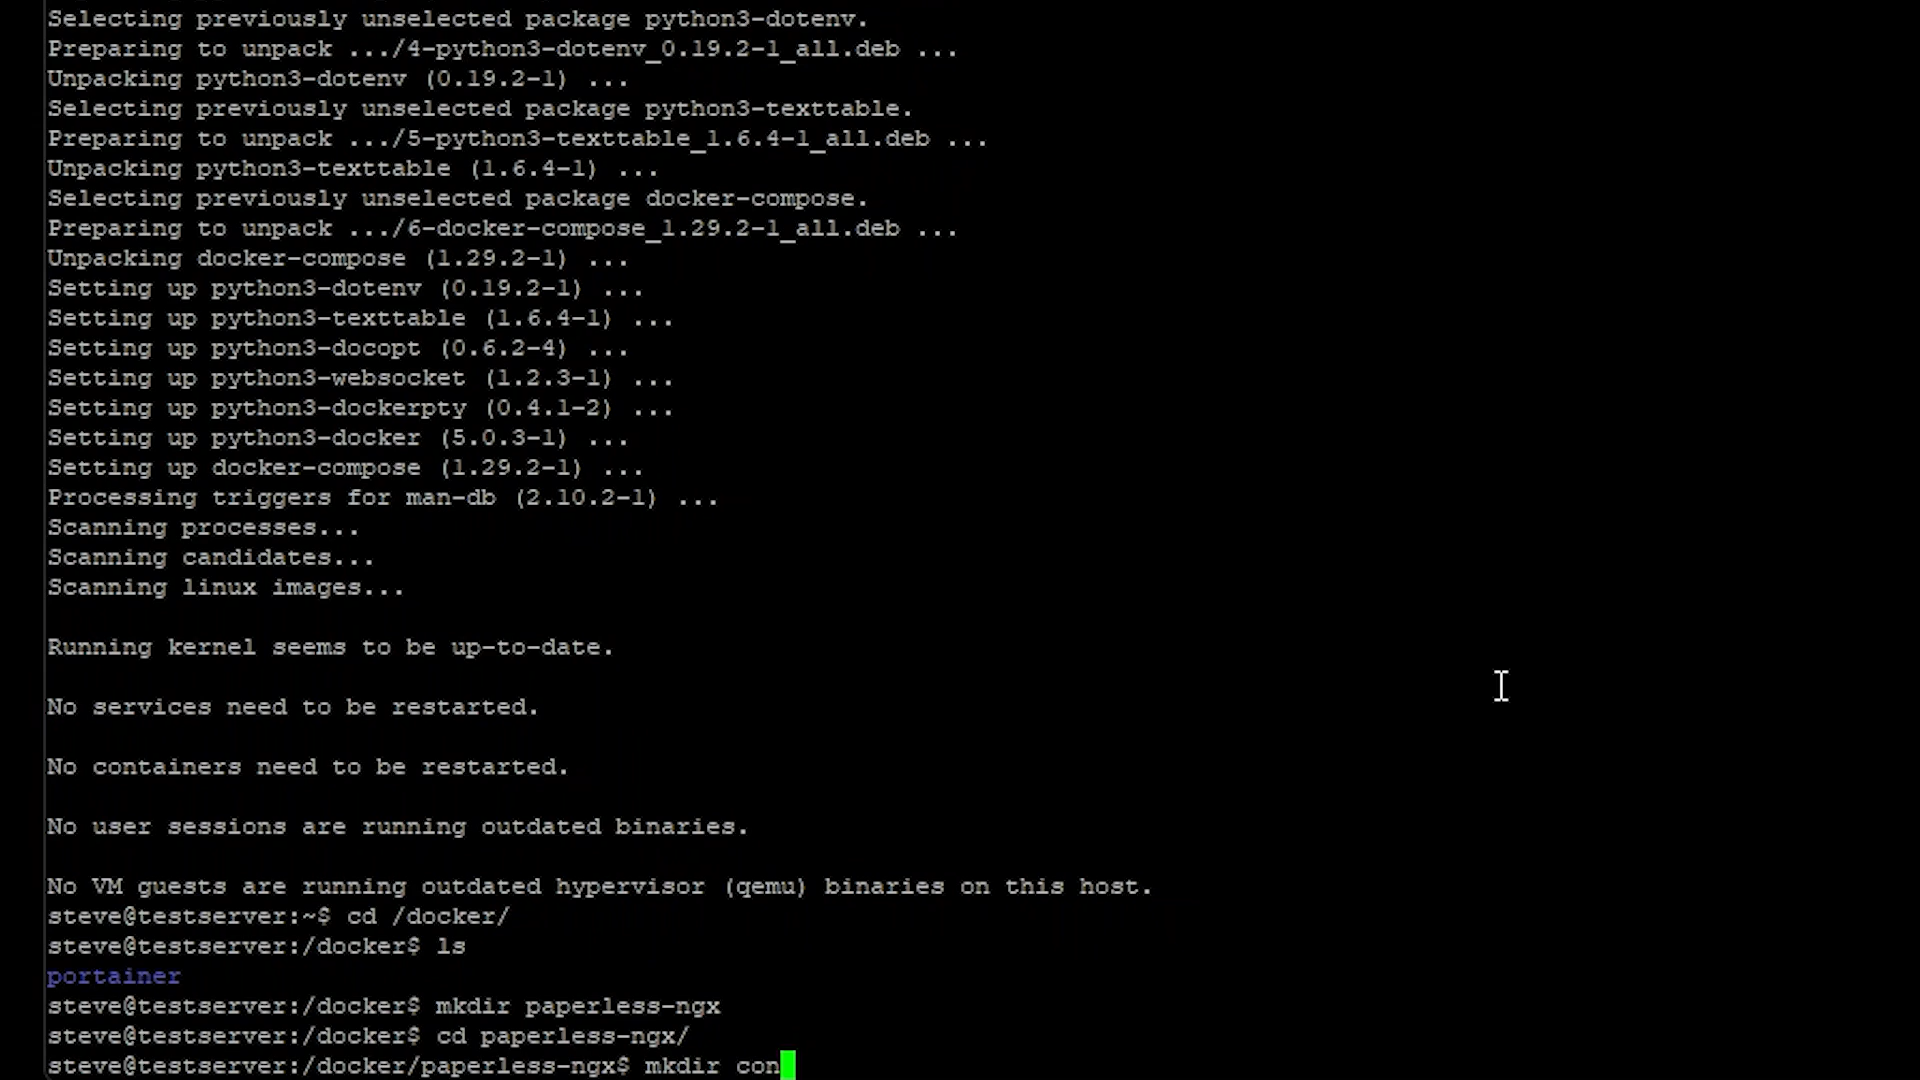 Selecting previously unselected package python3-dotenv.
Preparing to unpack .../4-python3-dotenv_0.19.2-1_all.deb ...
Unpacking python3-dotenv (0.19.2-1) ...
Selecting previously unselected package python3-texttable.
Preparing to unpack .../5-python3-texttable_1.6.4-1_all.deb ...
Unpacking python3-texttable (1.6.4-1) ...
Selecting previously unselected package docker-compose.
Preparing to unpack .../6-docker-compose_1.29.2-1_all.deb ...
Unpacking docker-compose (1.29.2-1) ...
Setting up python3-dotenv (0.19.2-1) ...
Setting up python3-texttable (1.6.4-1) ...
Setting up python3-docopt (0.6.2-4) ...
Setting up python3-websocket (1.2.3-1) ...
Setting up python3-dockerpty (0.4.1-2) ...
Setting up python3-docker (5.0.3-1) ...
Setting up docker-compose (1.29.2-1) ...
Processing triggers for man-db (2.10.2-1) ...
Scanning processes...
Scanning candidates...
Scanning linux images...
Running kernel seems to be up-to-date.
No services need to be restarted.
No containers need to be restarted.
No user sessions are running outdated binaries.
No VM guests are running outdated hypervisor (qemu) binaries on this host.
steve@testserver:~$ cd /docker/
steve@testserver:/docker$ ls
portainer
steve@testserver:/docker$ mkdir paperless-ngx
steve@testserver:/docker$ cd paperless-ngx/
steve@testserver:/docker/paperless-ngx$ mkdir con